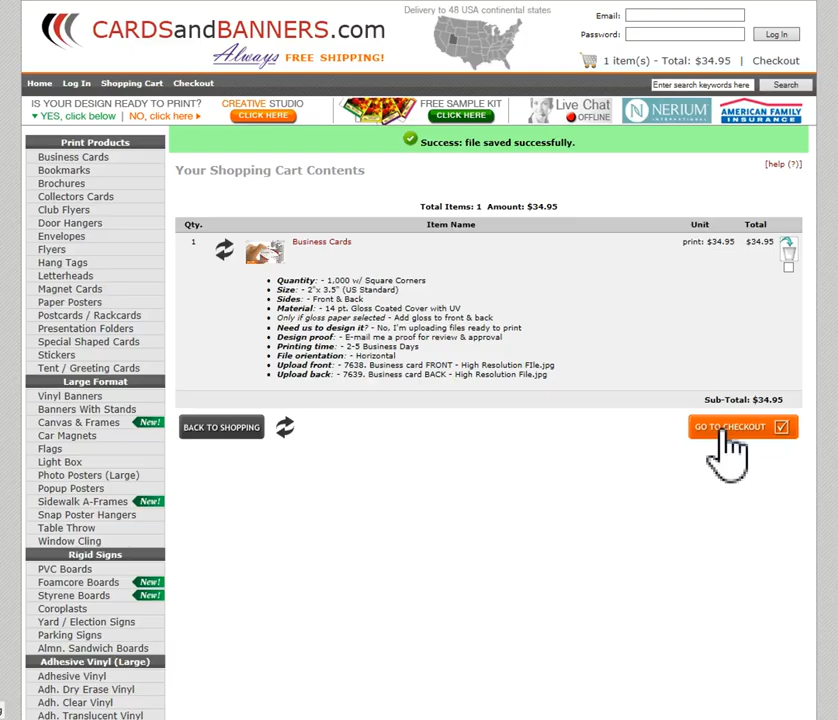 Delivery to 48 USA continental states
CARDSandBANNERS.com
Always FREE SHIPPING!
Email:
Password:
Log In
1 item(s) - Total: $34.95 Checkout
Home Log In Shopping Cart Checkout
Enter search keywords here Search
IS YOUR DESIGN READY TO PRINT?
YES, click below NO, click here
CREATIVE STUDIO
CLICK HERE
FREE SAMPLE KIT
CLICK HERE
Live Chat
OFFLINE
N NERIUM
INTERNATIONAL
AMERICAN FAMILY
INSURANCE
Success: file saved successfully.
Your Shopping Cart Contents
[help (?)]
Total Items: 1 Amount: $34.95
Qty. Item Name Unit Total
1 Business Cards print: $34.95 $34.95
Quantity: - 1,000 w/ Square Corners
Size: - 2"x 3.5" (US Standard)
Sides: - Front & Back
Material: - 14 pt. Gloss Coated Cover with UV
Only if gloss paper selected - Add gloss to front & back
Need us to design it? - No, I'm uploading files ready to print
Design proof: - E-mail me a proof for review & approval
Printing time: - 2-5 Business Days
File orientation: - Horizontal
Upload front: - 7638. Business card FRONT - High Resolution FIle.jpg
Upload back: - 7639. Business card BACK - High Resolution File.jpg
Sub-Total: $34.95
BACK TO SHOPPING
GO TO CHECKOUT
Print Products
Business Cards
Bookmarks
Brochures
Collectors Cards
Club Flyers
Door Hangers
Envelopes
Flyers
Hang Tags
Letterheads
Magnet Cards
Paper Posters
Postcards / Rackcards
Presentation Folders
Special Shaped Cards
Stickers
Tent / Greeting Cards
Large Format
Vinyl Banners
Banners With Stands
Canvas & Frames New!
Car Magnets
Flags
Light Box
Photo Posters (Large)
Popup Posters
Sidewalk A-Frames New!
Snap Poster Hangers
Table Throw
Window Cling
Rigid Signs
PVC Boards
Foamcore Boards New!
Styrene Boards New!
Coroplasts
Yard / Election Signs
Parking Signs
Almn. Sandwich Boards
Adhesive Vinyl (Large)
Adhesive Vinyl
Adh. Dry Erase Vinyl
Adh. Clear Vinyl
Adh. Translucent Vinyl